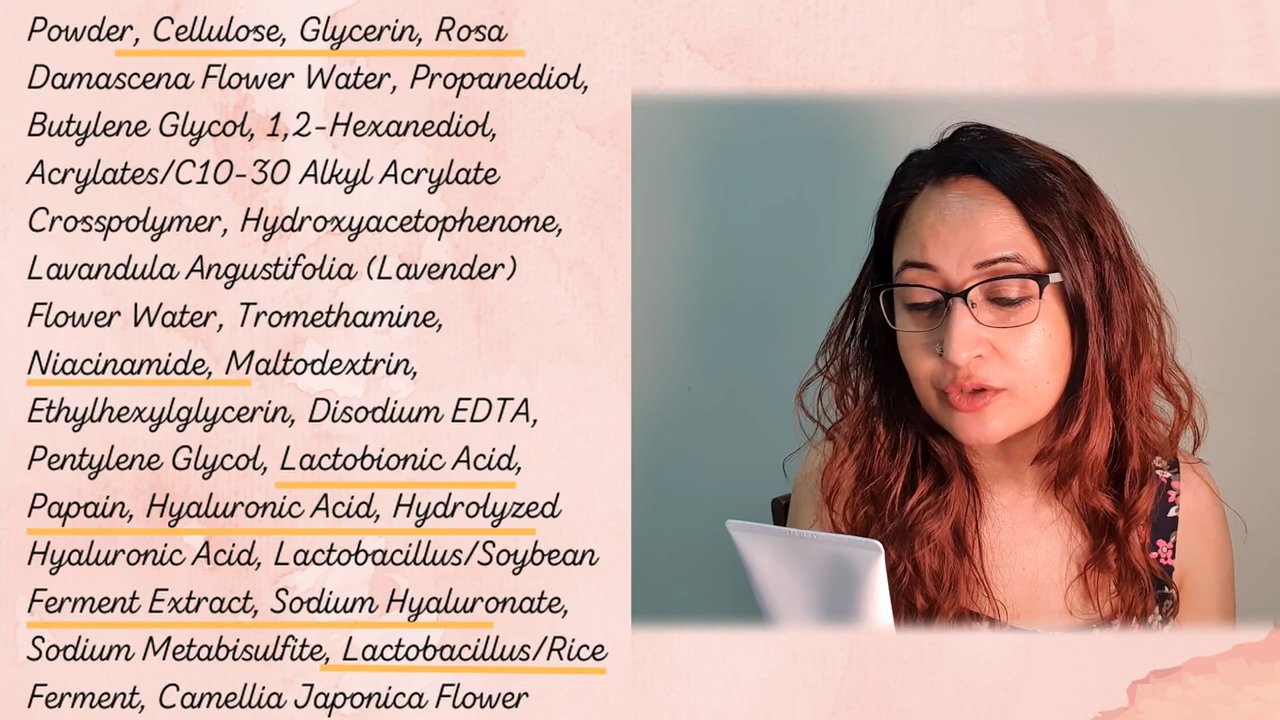 Powder, Cellulose, Glycerin, Rosa
Damascena Flower Water, Propanediol,
Butylene Glycol, 1,2-Hexanediol,
Acrylates/C10-30 Alkyl Acrylate
Crosspolymer, Hydroxyacetophenone,
Lavandula Angustifolia (Lavender)
Flower Water, Tromethamine,
Niacinamide, Maltodextrin,
Ethylhexylglycerin, Disodium EDTA,
Pentylene Glycol, Lactobionic Acid,
Papain, Hyaluronic Acid, Hydrolyzed
Hyaluronic Acid, Lactobacillus/Soybean
Ferment Extract, Sodium Hyaluronate,
Sodium Metabisulfite, Lactobacillus/Rice
Ferment, Camellia Japonica Flower